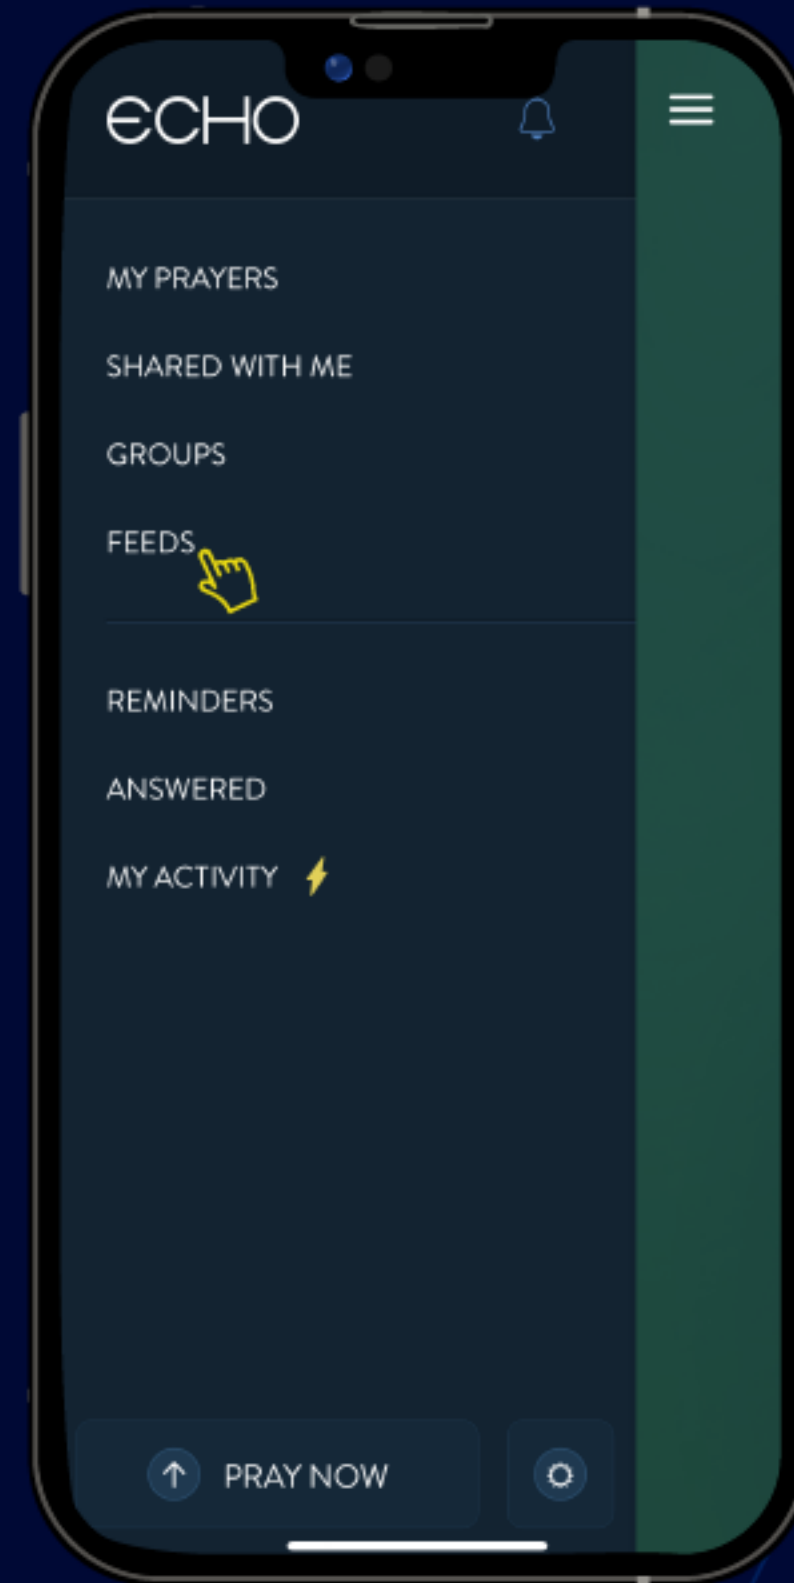 ECHO
MY PRAYERS
SHARED WITH ME
GROUPS
FEEDS
REMINDERS
ANSWERED
MY ACTIVITY
PRAY NOW